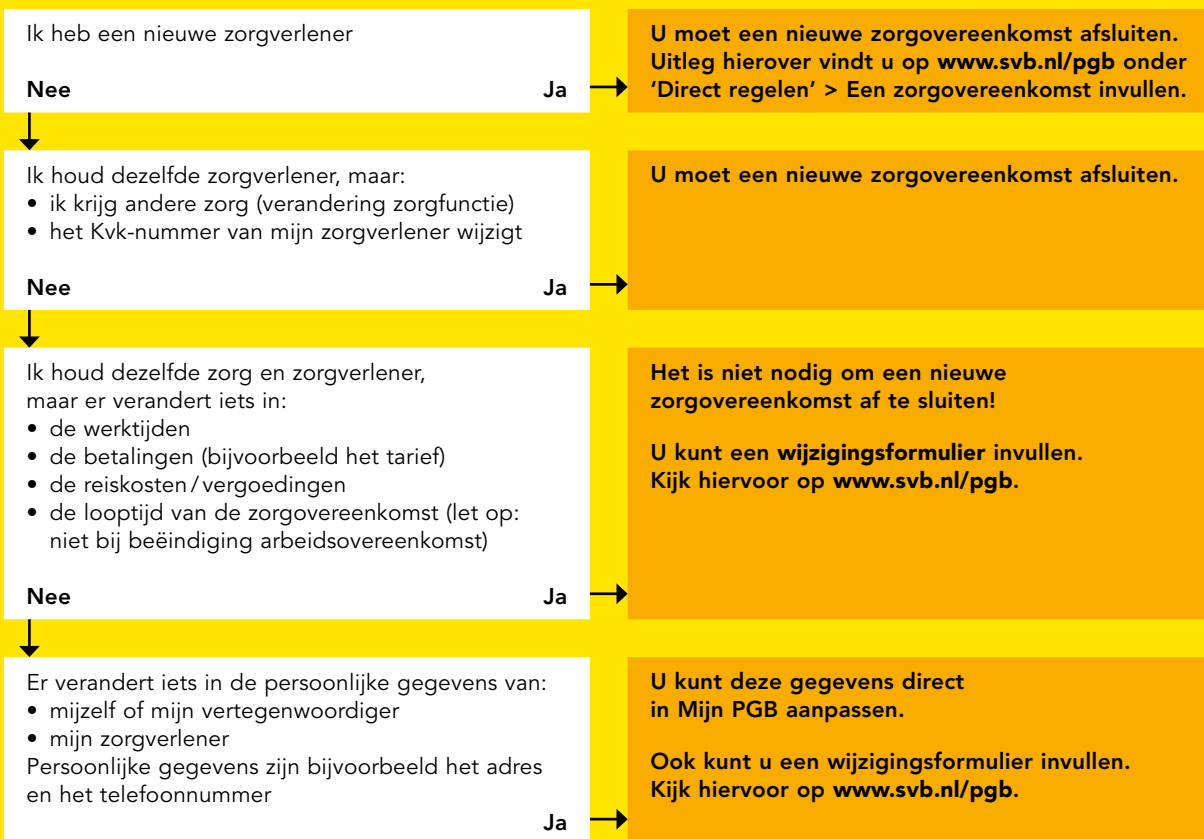 Ik heb een nieuwe zorgverlener
Nee Ja
U moet een nieuwe zorgovereenkomst afsluiten.
Uitleg hierover vindt u op www.svb.nl/pgb onder
‘Direct regelen’ > Een zorgovereenkomst invullen.
Ik houd dezelfde zorgverlener, maar:
• ik krijg andere zorg (verandering zorgfunctie)
• het Kvk-nummer van mijn zorgverlener wijzigt
Nee Ja
U moet een nieuwe zorgovereenkomst afsluiten.
Ik houd dezelfde zorg en zorgverlener,
maar er verandert iets in:
• de werktijden
• de betalingen (bijvoorbeeld het tarief)
• de reiskosten/vergoedingen
• de looptijd van de zorgovereenkomst (let op:
niet bij beëindiging arbeidsovereenkomst)
Nee Ja
Het is niet nodig om een nieuwe
zorgovereenkomst af te sluiten!
U kunt een wijzigingsformulier invullen.
Kijk hiervoor op www.svb.nl/pgb.
Er verandert iets in de persoonlijke gegevens van:
• mijzelf of mijn vertegenwoordiger
• mijn zorgverlener
Persoonlijke gegevens zijn bijvoorbeeld het adres
en het telefoonnummer
Ja
U kunt deze gegevens direct
in Mijn PGB aanpassen.
Ook kunt u een wijzigingsformulier invullen.
Kijk hiervoor op www.svb.nl/pgb.